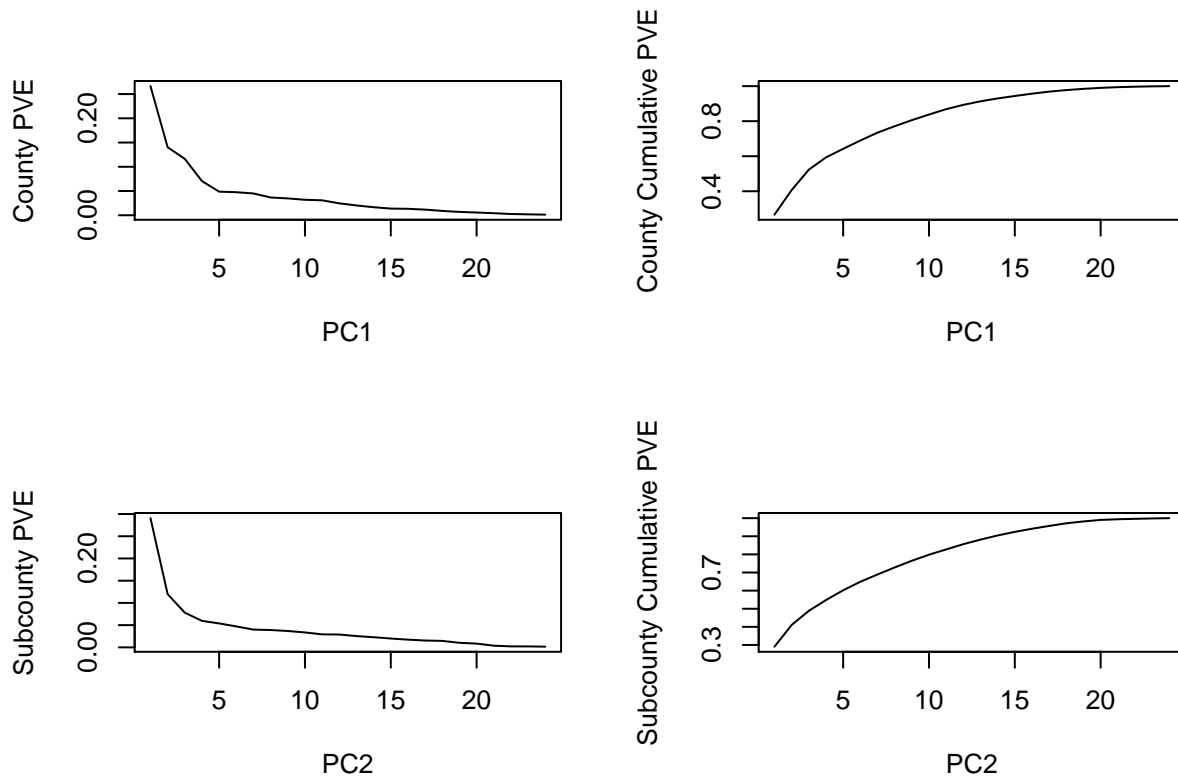 County PVE
0.00 0.20
5 10 15 20
PC1
County Cumulative PVE
0.4 0.8
5 10 15 20
PC1
Subcounty PVE
0.00 0.20
5 10 15 20
PC2
Subcounty Cumulative PVE
0.3 0.7
5 10 15 20
PC2